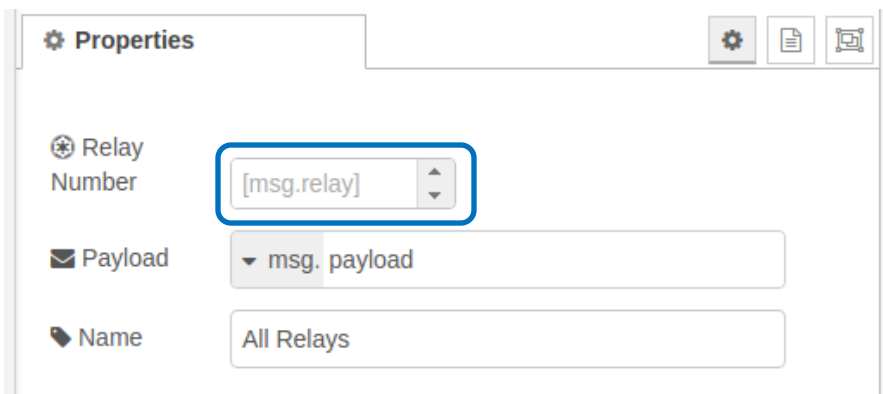 Properties
Relay
Number
[msg.relay]
Payload
msg. payload
Name
All Relays